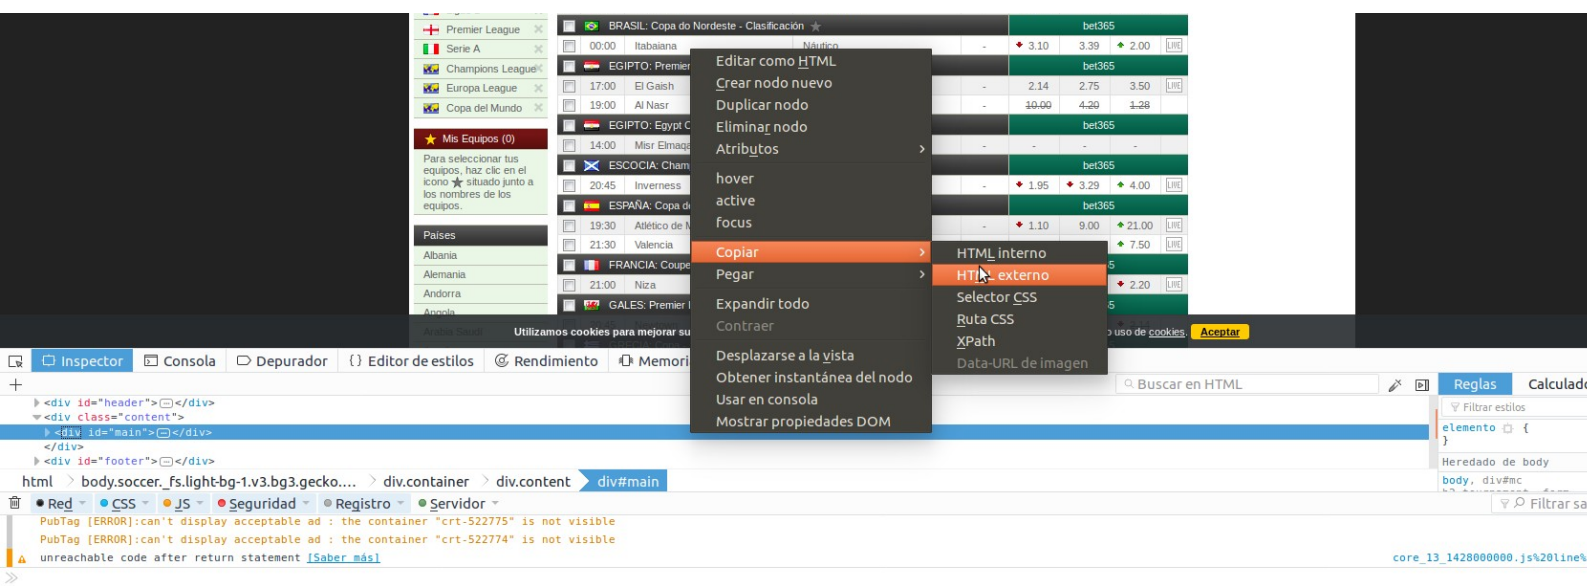 Premier League
Serie A
Champions League
Europa League
Copa del Mundo
Mis Equipos (0)
Para seleccionar tus
equipos, haz clic en el
icono ★ situado junto a
los nombres de los
equipos.
Países
Albania
Alemania
Andorra
Angola
BRASIL: Copa do Nordeste - Clasificación bet365
00:00 Itabaiana Náutico - 3.10 3.39 2.00 LIVE
EGIPTO: Premier bet365
17:00 El Gaish - 2.14 2.75 3.50 LIVE
19:00 Al Nasr - 10.00 4.20 1.28
EGIPTO: Egypt C bet365
14:00 Misr Elmaqa - - - -
ESCOCIA: Cham bet365
20:45 Inverness - 1.95 3.29 4.00 LIVE
ESPAÑA: Copa de bet365
19:30 Atlético de M - 1.10 9.00 21.00 LIVE
21:30 Valencia 7.50 LIVE
FRANCIA: Coupe 5
21:00 Niza 2.20 LIVE
GALES: Premier 5
Utilizamos cookies para mejorar su
o uso de cookies. Aceptar
Editar como HTML
Crear nodo nuevo
Duplicar nodo
Eliminar nodo
Atributos
hover
active
focus
Copiar
Pegar
Expandir todo
Contraer
Desplazarse a la vista
Obtener instantánea del nodo
Usar en consola
Mostrar propiedades DOM
HTML interno
HTML externo
Selector CSS
Ruta CSS
XPath
Data-URL de imagen
Inspector Consola Depurador {} Editor de estilos Rendimiento Memori
+ Buscar en HTML Reglas Calculado
<div id="header"></div>
<div class="content">
<div id="main"></div>
</div>
<div id="footer"></div>
Filtrar estilos
elemento {
}
Heredado de body
body, div#mc
html > body.soccer._fs.light-bg-1.v3.bg3.gecko.... > div.container > div.content > div#main
Red CSS JS Seguridad Registro Servidor Filtrar sa
PubTag [ERROR]:can't display acceptable ad : the container "crt-522775" is not visible
PubTag [ERROR]:can't display acceptable ad : the container "crt-522774" is not visible
unreachable code after return statement [Saber más] core_13_1428000000.js%20line%
>>